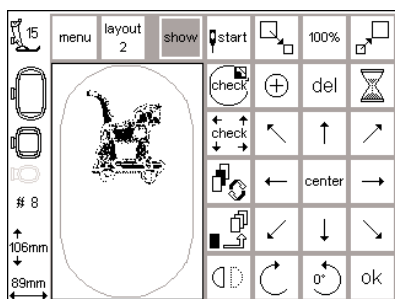 15
menu
layout
2
show
start
100%
check
del
check
center
# 8
106mm
89mm
0°
ok